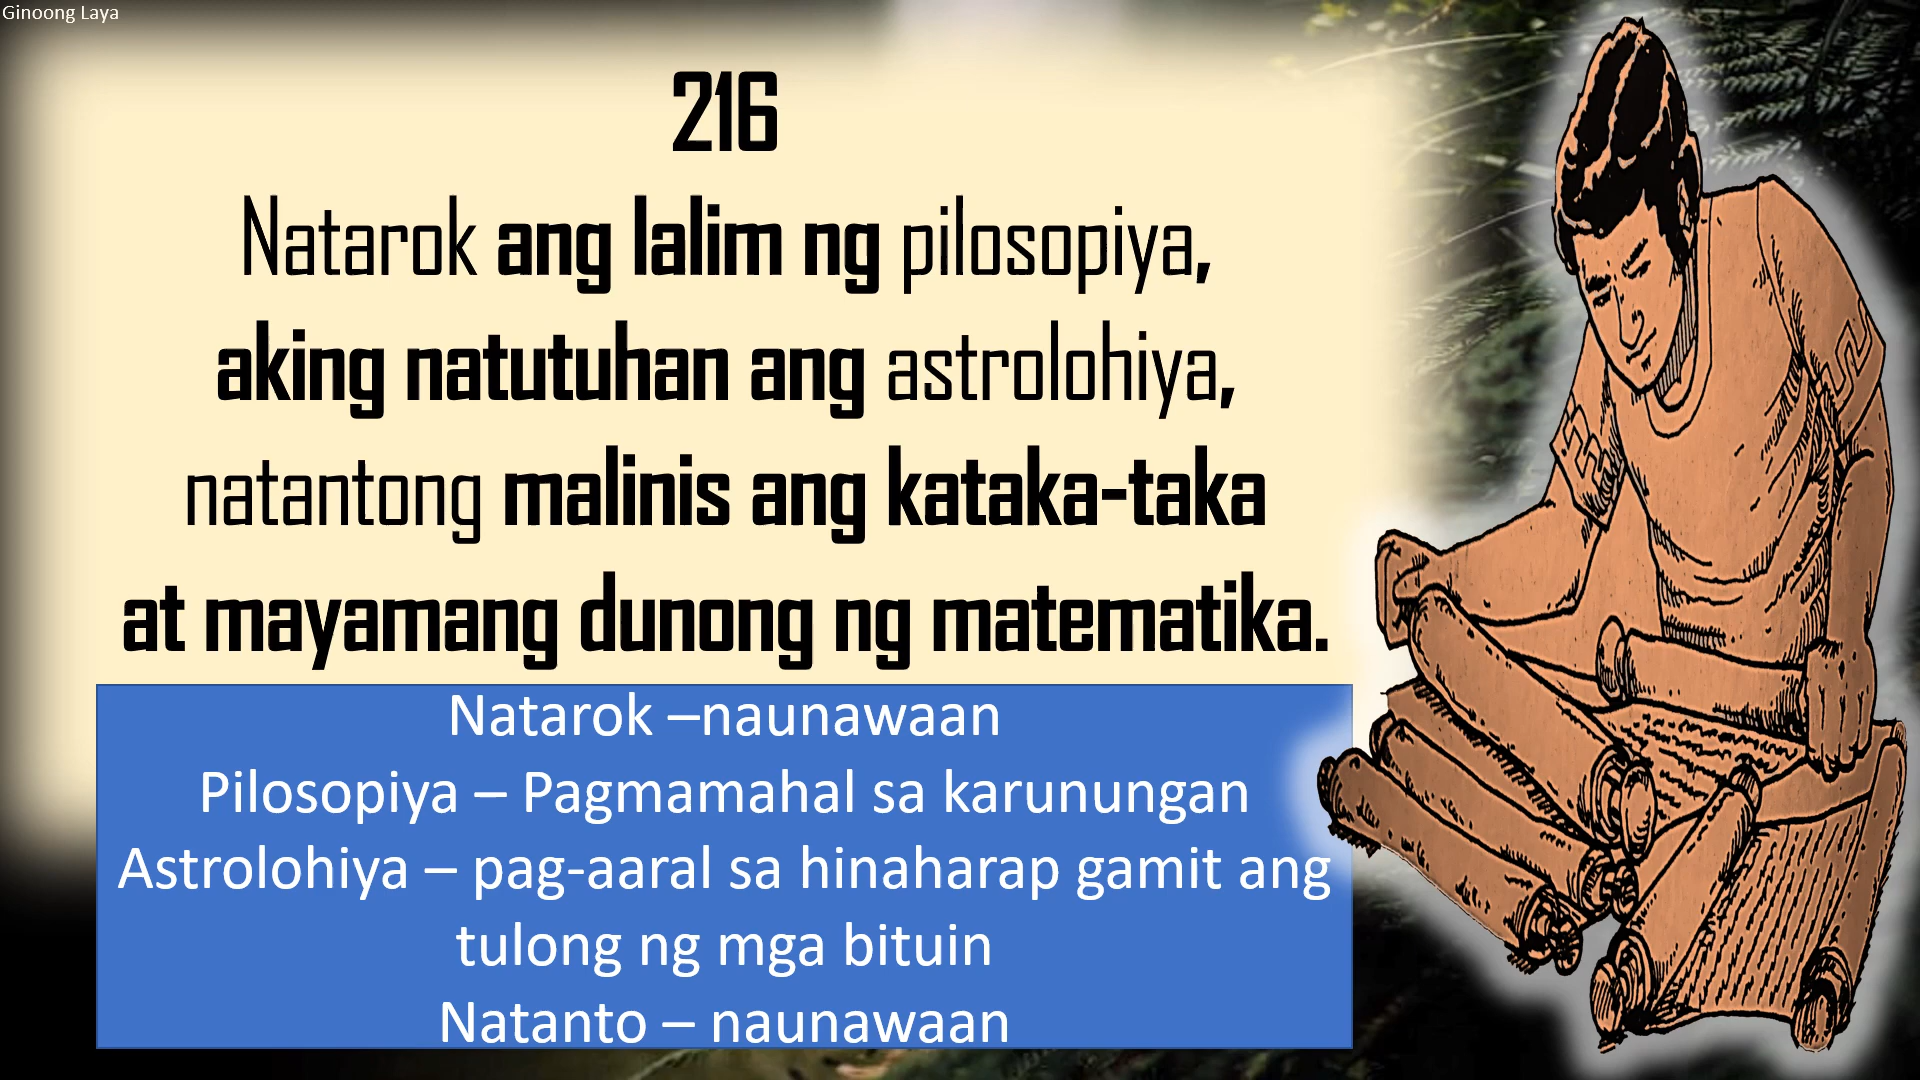 Ginoong Laya
216
Natarok ang lalim ng pilosopiya,
aking natutuhan ang astrolohiya,
natantong malinis ang kataka-taka
at mayamang dunong ng matematika.
Natarok –naunawaan
Pilosopiya – Pagmamahal sa karunungan
Astrolohiya – pag-aaral sa hinaharap gamit ang
tulong ng mga bituin
Natanto – naunawaan